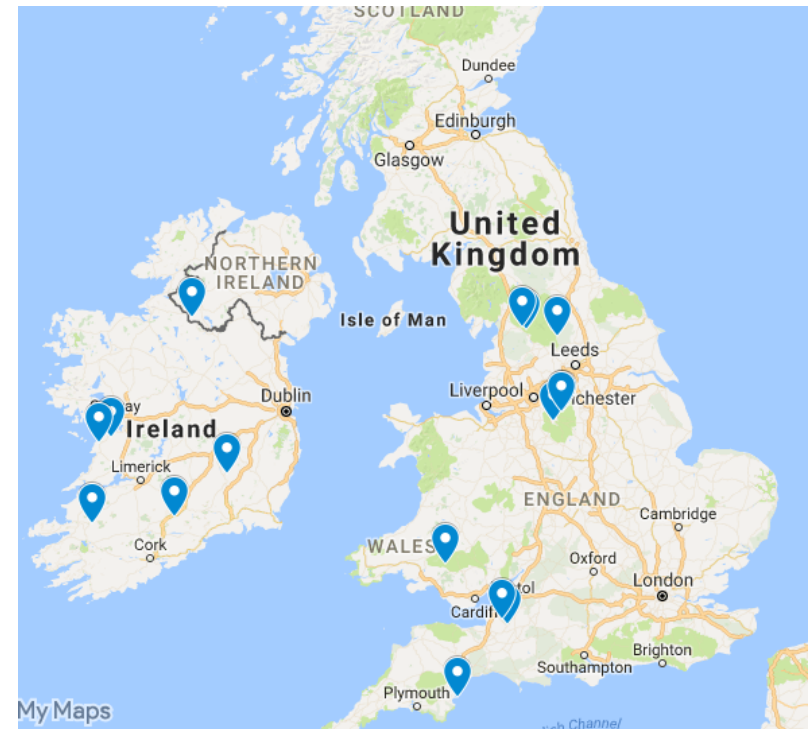 SCOTLAND
Dundee
Edinburgh
Glasgow
United
Kingdom
NORTHERN
IRELAND
Isle of Man
Leeds
Liverpool
chester
Dublin
Ireland
Limerick
ENGLAND
Cambridge
Cork
WALES
Oxford
London
Cardiff
Brighton
Southampton
Plymouth
My Maps
Channel